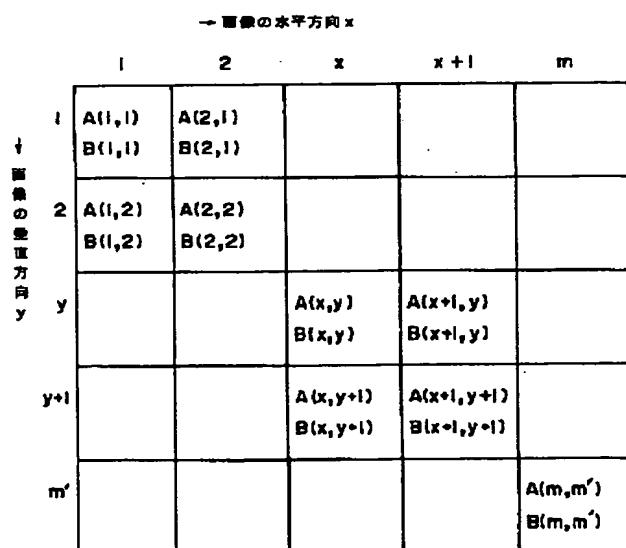 → 画像の水平方向 x
1 2 x x+1 m
↓ 画像の垂直方向 y
1 A(1,1) A(2,1)
B(1,1) B(2,1)
2 A(1,2) A(2,2)
B(1,2) B(2,2)
y A(x,y) A(x+1,y)
B(x,y) B(x+1,y)
y+1 A(x,y+1) A(x+1,y+1)
B(x,y+1) B(x+1,y+1)
m′ A(m,m′)
B(m,m′)